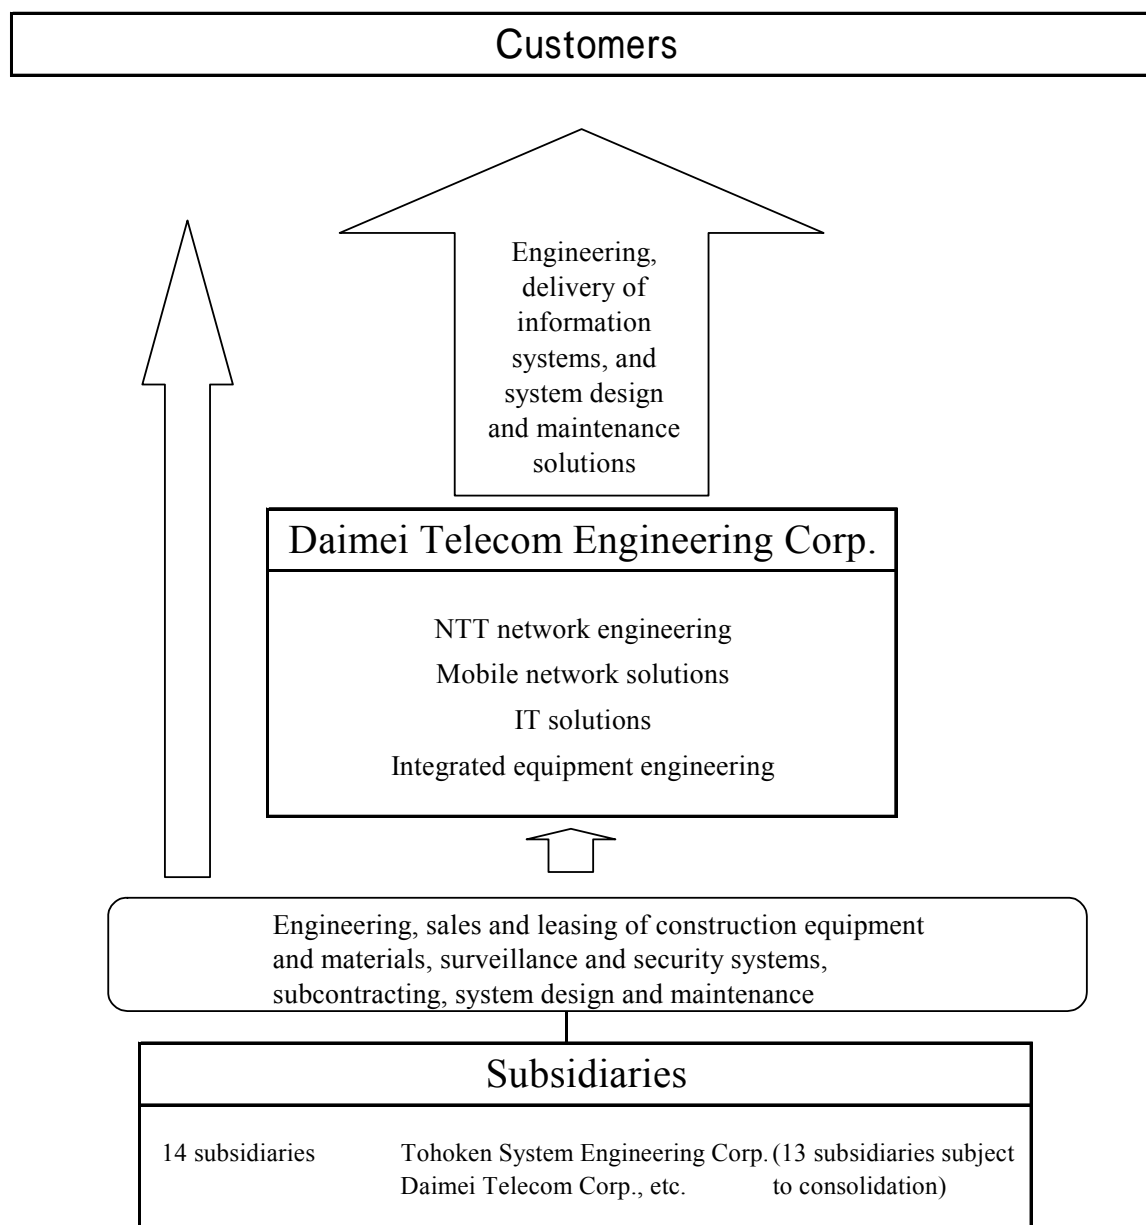 Customers
Engineering,
delivery of
information
systems, and
system design
and maintenance
solutions
Daimei Telecom Engineering Corp.
NTT network engineering
Mobile network solutions
IT solutions
Integrated equipment engineering
Engineering, sales and leasing of construction equipment
and materials, surveillance and security systems,
subcontracting, system design and maintenance
Subsidiaries
14 subsidiaries Tohoken System Engineering Corp. (13 subsidiaries subject
Daimei Telecom Corp., etc. to consolidation)